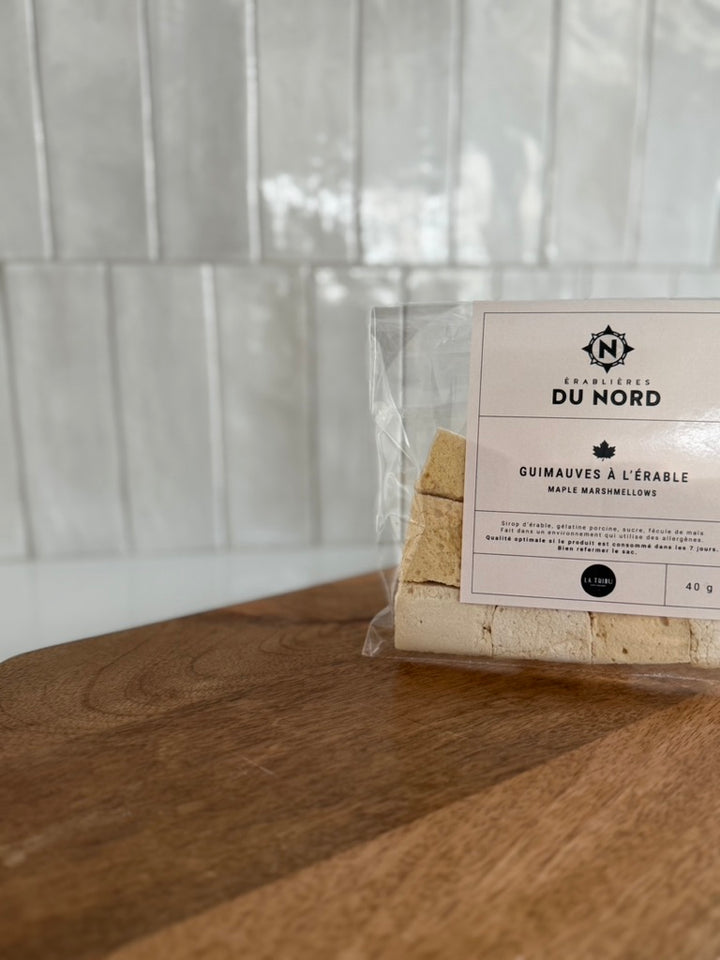 N
ÉRABLIÈRES
DU NORD
GUIMAUVES À L'ÉRABLE
MAPLE MARSHMELLOWS
Sirop d'érable, gélatine porcine, sucre, fécule de maïs.
Fait dans un environnement qui utilise des allergènes.
Qualité optimale si le produit est consommé dans les 7 jours.
Bien refermer le sac.
LA TRIBU
40 g